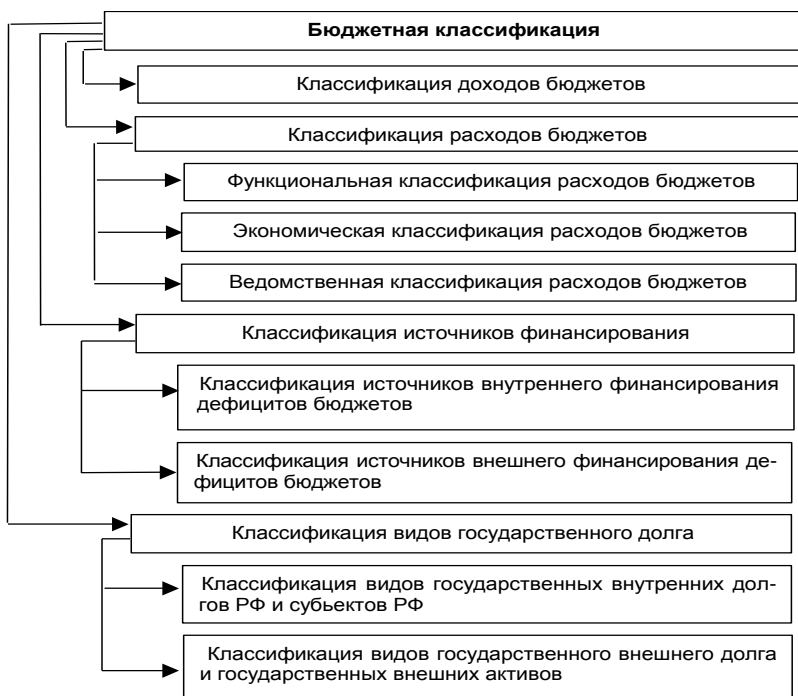 Бюджетная классификация
Классификация доходов бюджетов
Классификация расходов бюджетов
Функциональная классификация расходов бюджетов
Экономическая классификация расходов бюджетов
Ведомственная классификация расходов бюджетов
Классификация источников финансирования
Классификация источников внутреннего финансирования
дефицитов бюджетов
Классификация источников внешнего финансирования де-
фицитов бюджетов
Классификация видов государственного долга
Классификация видов государственных внутренних дол-
гов РФ и субъектов РФ
Классификация видов государственного внешнего долга
и государственных внешних активов